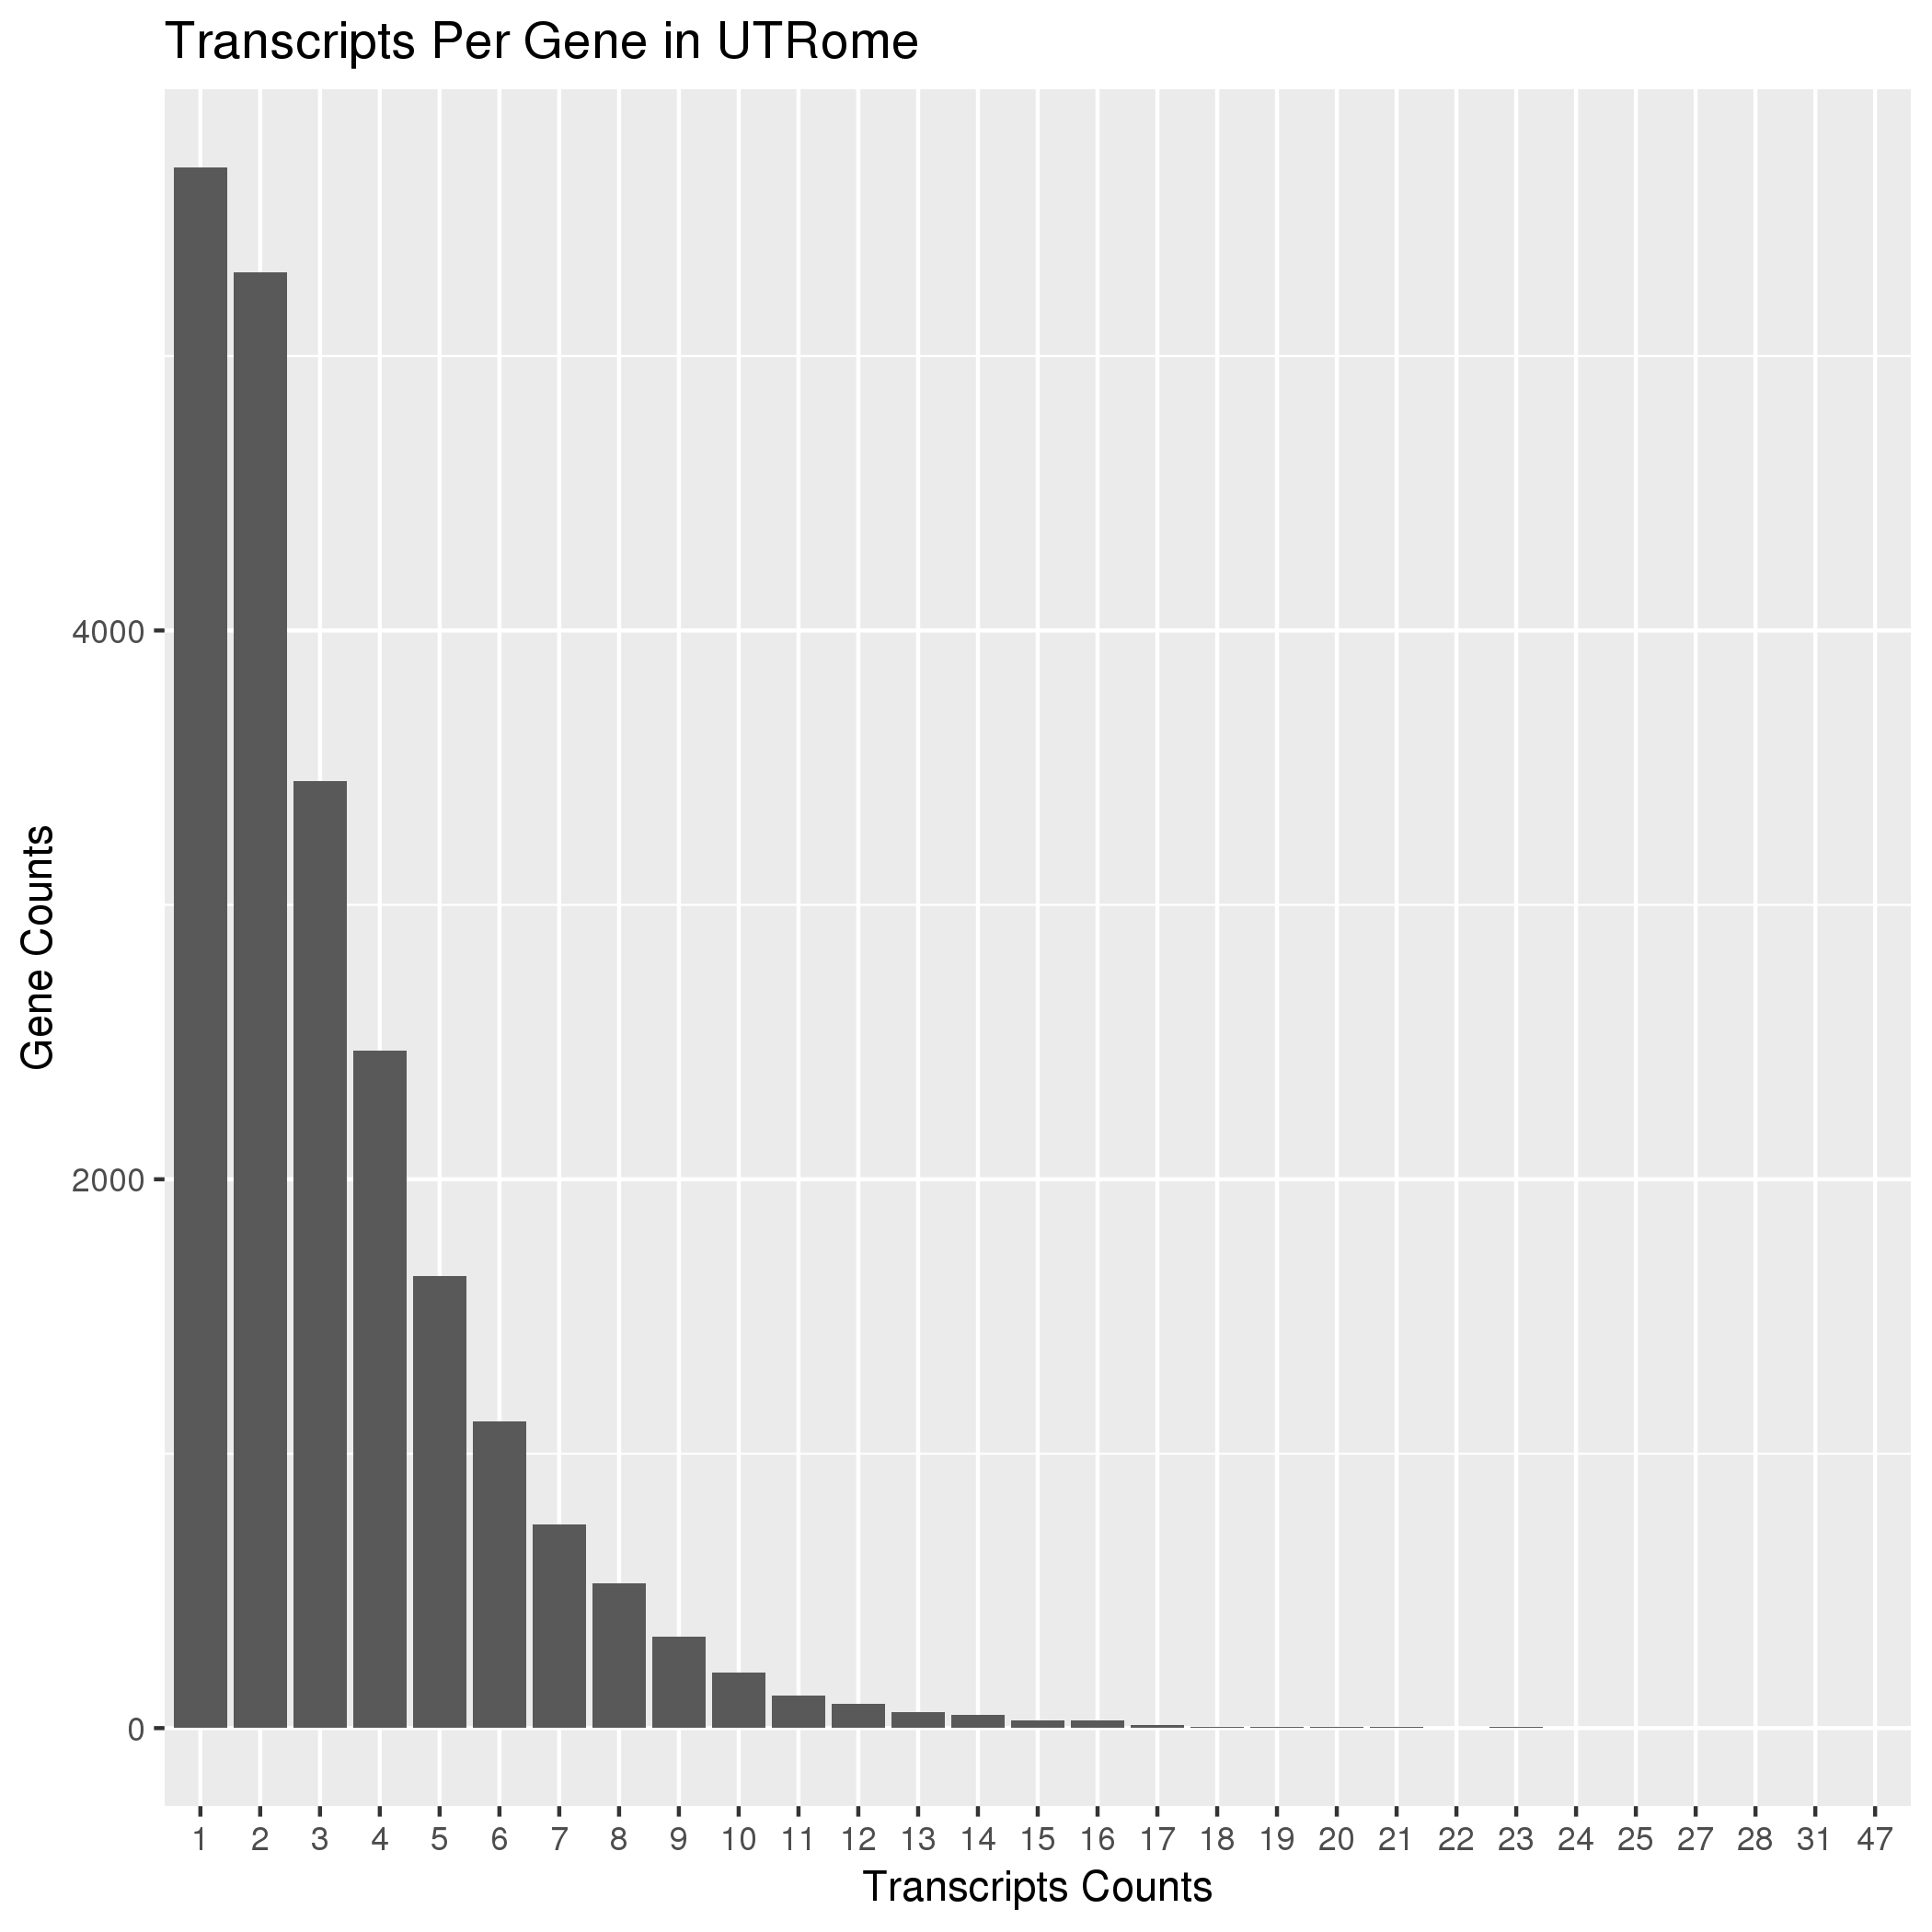 Transcripts Per Gene in UTRome
Gene Counts
4000
2000
0
1 2 3 4 5 6 7 8 9 10 11 12 13 14 15 16 17 18 19 20 21 22 23 24 25 27 28 31 47
Transcripts Counts